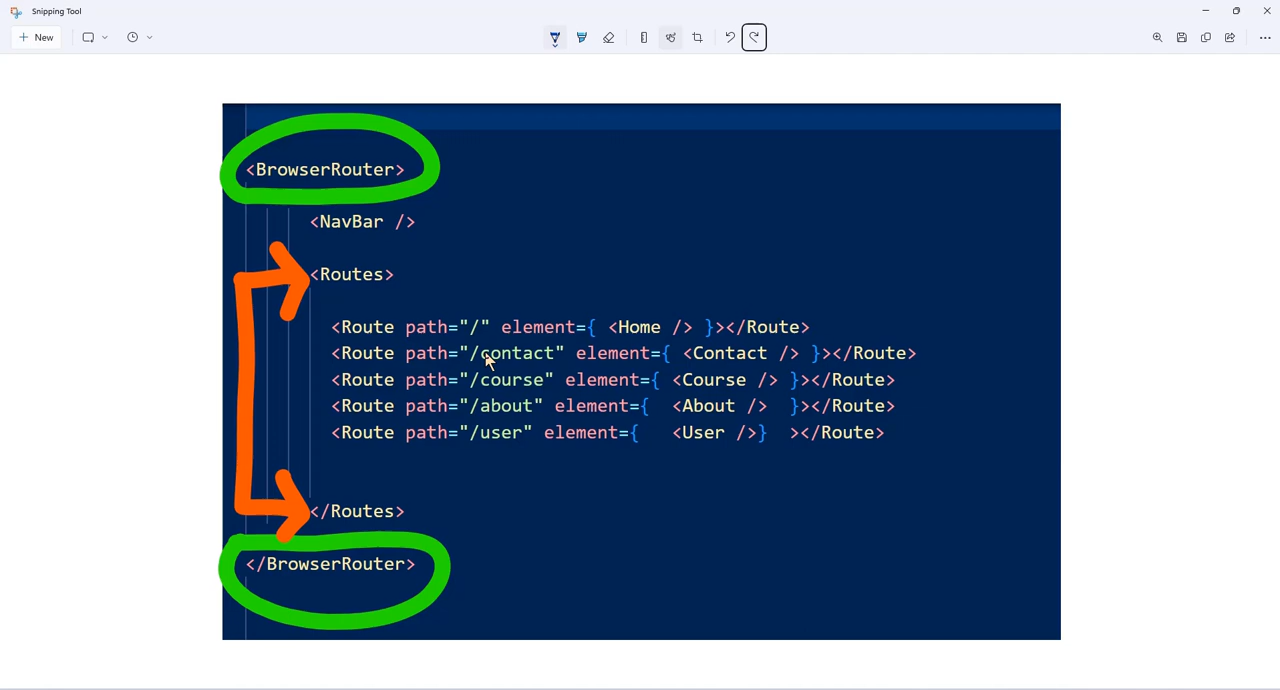 Snipping Tool
New
<BrowserRouter>
<NavBar />
<Routes>
<Route path="/" element={ <Home /> }></Route>
<Route path="/contact" element={ <Contact /> }></Route>
<Route path="/course" element={ <Course /> }></Route>
<Route path="/about" element={ <About /> }></Route>
<Route path="/user" element={ <User />} ></Route>
</Routes>
</BrowserRouter>